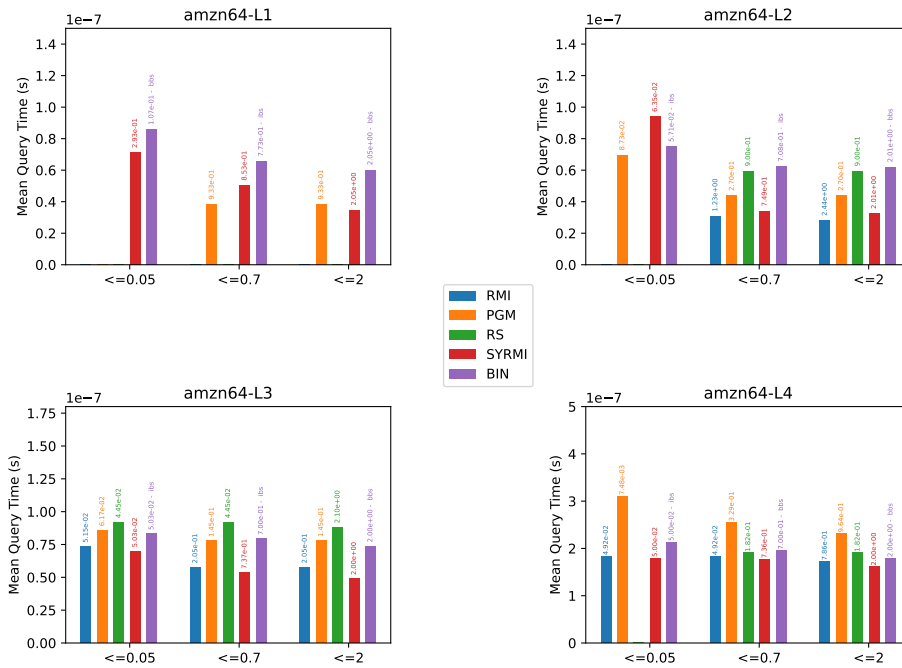 amzn64-L1
1e−7
Mean Query Time (s)
1.4
1.2
1.0
0.8
0.6
0.4
0.2
0.0
2.93e-01
1.07e-01 - bbs
9.33e-01
8.53e-01
7.73e-01 - ibs
9.33e-01
2.05e+00
2.05e+00 - bbs
<=0.05
<=0.7
<=2
amzn64-L2
1e−7
Mean Query Time (s)
1.4
1.2
1.0
0.8
0.6
0.4
0.2
0.0
8.73e-02
6.35e-02
5.71e-02 - ibs
1.23e+00
2.70e-01
9.00e-01
7.49e-01
7.08e-01 - ibs
2.44e+00
2.70e-01
9.00e-01
2.01e+00
2.01e+00 - bbs
<=0.05
<=0.7
<=2
RMI
PGM
RS
SYRMI
BIN
amzn64-L3
1e−7
Mean Query Time (s)
1.75
1.50
1.25
1.00
0.75
0.50
0.25
0.00
5.15e-02
6.17e-02
4.45e-02
5.03e-02
5.03e-02 - ibs
2.05e-01
1.45e-01
4.45e-02
7.37e-01
7.00e-01 - ibs
2.05e-01
1.45e-01
2.10e+00
2.00e+00
2.00e+00 - bbs
<=0.05
<=0.7
<=2
amzn64-L4
1e−7
Mean Query Time (s)
5
4
3
2
1
0
4.92e-02
7.48e-03
5.00e-02
5.00e-02 - ibs
4.92e-02
3.29e-01
1.82e-01
7.36e-01
7.00e-01 - bbs
7.86e-01
9.64e-01
1.82e-01
2.00e+00
2.00e+00 - bbs
<=0.05
<=0.7
<=2